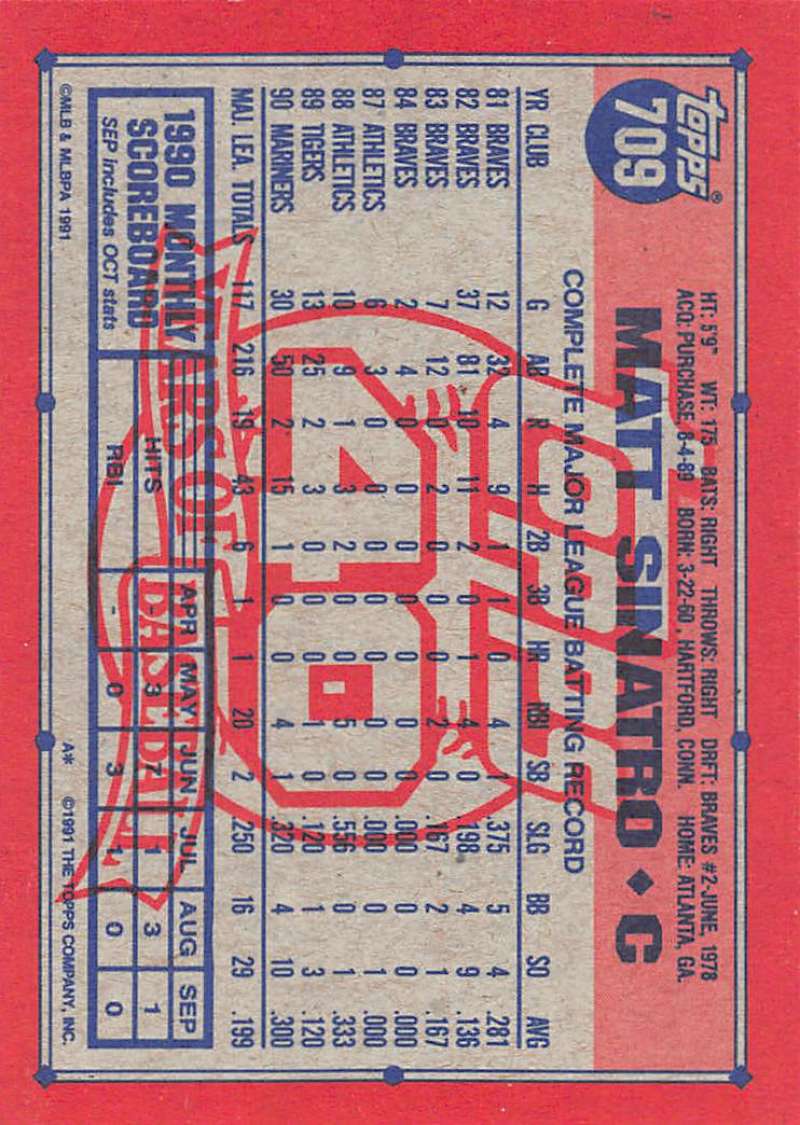 topps®
709
HT: 5'9" WT: 175 BATS: RIGHT THROWS: RIGHT DRFT: BRAVES #2-JUNE, 1978
ACQ: PURCHASE, 8-4-89 BORN: 3-22-60, HARTFORD, CONN. HOME: ATLANTA, GA.
MATT SINATRO ♦ C
COMPLETE MAJOR LEAGUE BATTING RECORD
YR CLUB G AB R H 2B 3B HR RBI SB SLG BB SO AVG
81 BRAVES 12 32 4 9 1 1 0 4 1 .375 5 4 .281
82 BRAVES 37 81 10 11 2 0 1 4 0 .198 4 9 .136
83 BRAVES 7 12 0 2 0 0 0 2 0 .167 2 1 .167
84 BRAVES 2 4 0 0 0 0 0 0 0 .000 0 0 .000
87 ATHLETICS 6 3 0 0 0 0 0 0 0 .000 0 1 .000
88 ATHLETICS 10 9 1 3 2 0 0 5 0 .556 0 1 .333
89 TIGERS 13 25 2 3 0 0 0 1 0 .120 1 3 .120
90 MARINERS 30 50 2 15 1 0 0 4 1 .320 4 10 .300
MAJ. LEA. TOTALS 117 216 19 43 6 1 1 20 2 .250 16 29 .199
topps
40
YEARS OF BASEBALL
1990 MONTHLY
SCOREBOARD
SEP includes OCT stats
APR MAY JUN JUL AUG SEP
HITS - 3 7 1 3 1
RBI - 0 3 1 0 0
©MLB & MLBPA 1991 A* ©1991 THE TOPPS COMPANY, INC.